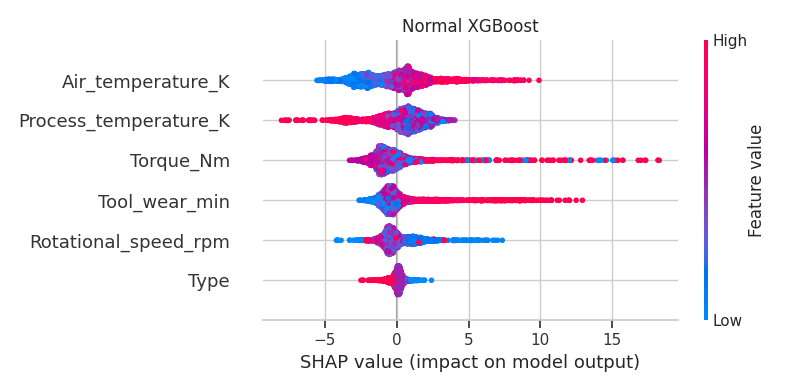 Normal XGBoost
High
Air_temperature_K
Process_temperature_K
Torque_Nm
Tool_wear_min
Rotational_speed_rpm
Type
Feature value
Low
−5
0
5
10
15
SHAP value (impact on model output)